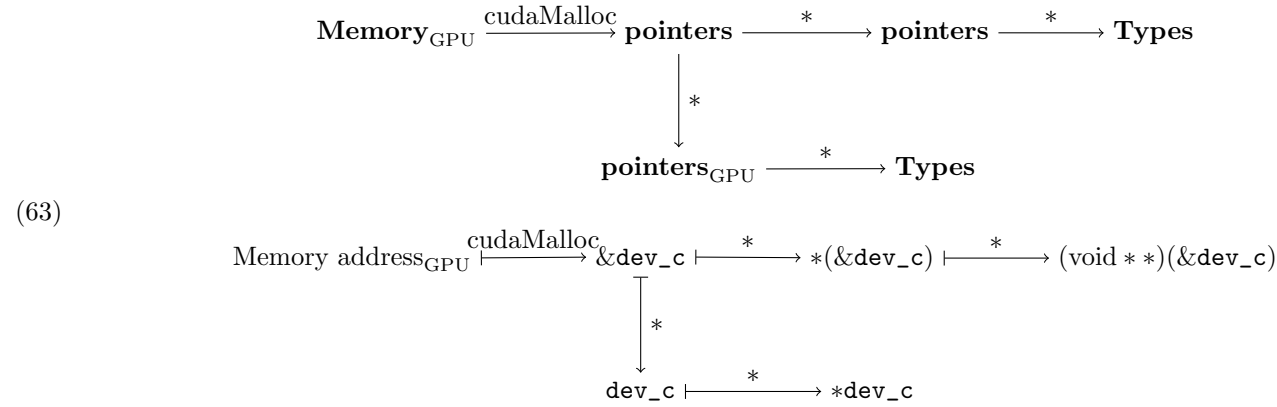 cudaMalloc * *
Memory_GPU pointers pointers Types
*
*
pointers_GPU Types
(63)
cudaMalloc * *
Memory address_GPU &dev_c *(&dev_c) (void * *)(&dev_c)
*
*
dev_c *dev_c